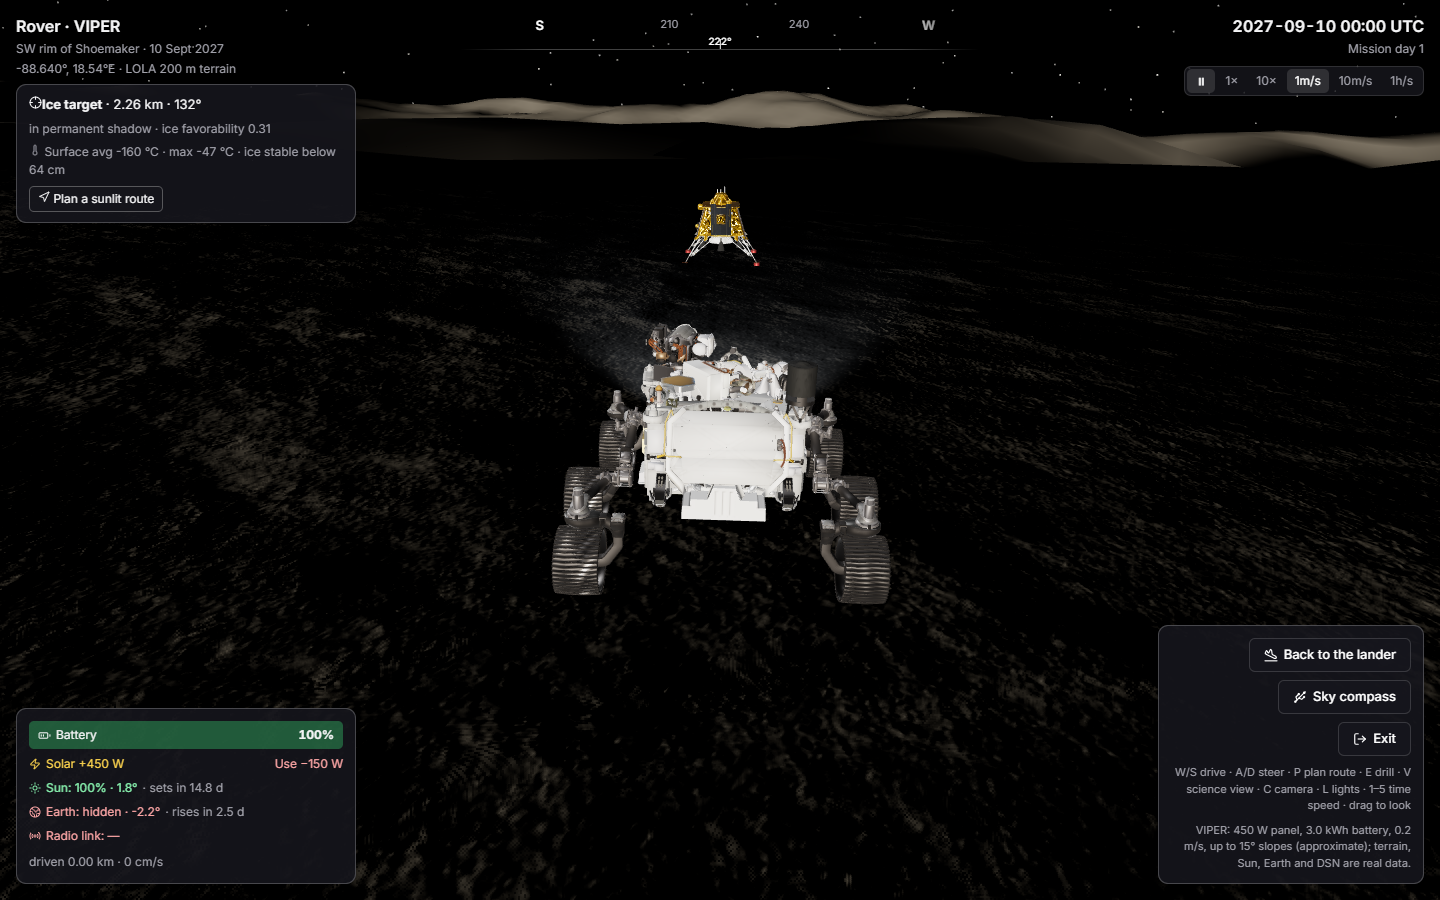 Rover · VIPER
SW rim of Shoemaker · 10 Sept 2027
-88.640°, 18.54°E · LOLA 200 m terrain
Ice target · 2.26 km · 132°
in permanent shadow · ice favorability 0.31
Surface avg -160 °C · max -47 °C · ice stable below
64 cm
Plan a sunlit route
S 210 240 W
222°
2027-09-10 00:00 UTC
Mission day 1
1× 10× 1m/s 10m/s 1h/s
Battery 100%
Solar +450 W Use −150 W
Sun: 100% · 1.8° · sets in 14.8 d
Earth: hidden · -2.2° · rises in 2.5 d
Radio link: —
driven 0.00 km · 0 cm/s
Back to the lander
Sky compass
Exit
W/S drive · A/D steer · P plan route · E drill · V
science view · C camera · L lights · 1–5 time
speed · drag to look
VIPER: 450 W panel, 3.0 kWh battery, 0.2
m/s, up to 15° slopes (approximate); terrain,
Sun, Earth and DSN are real data.